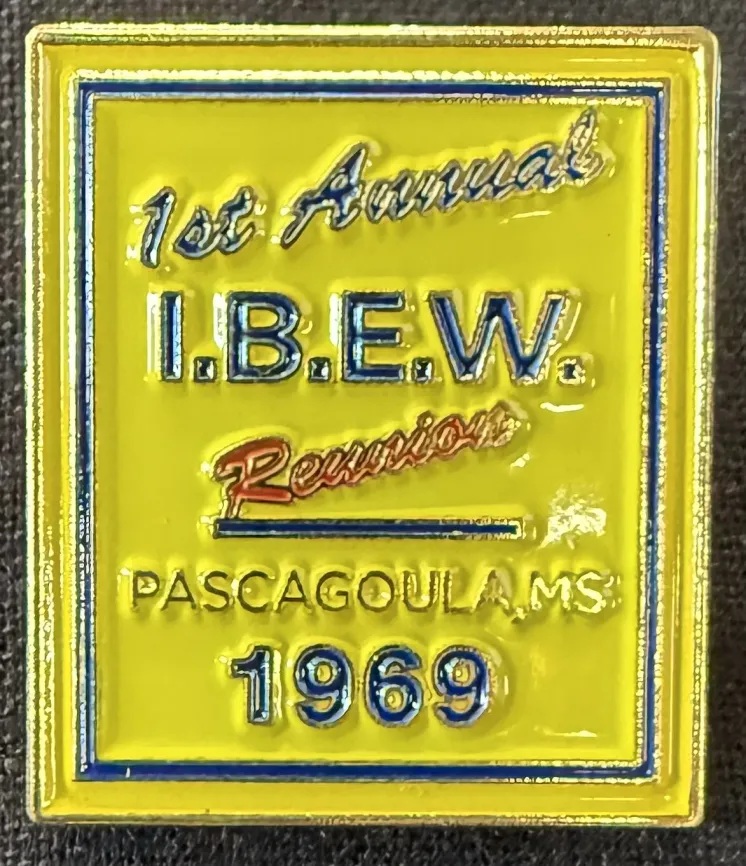 1st Annual
I.B.E.W.
Reunion
PASCAGOULA, MS
1969